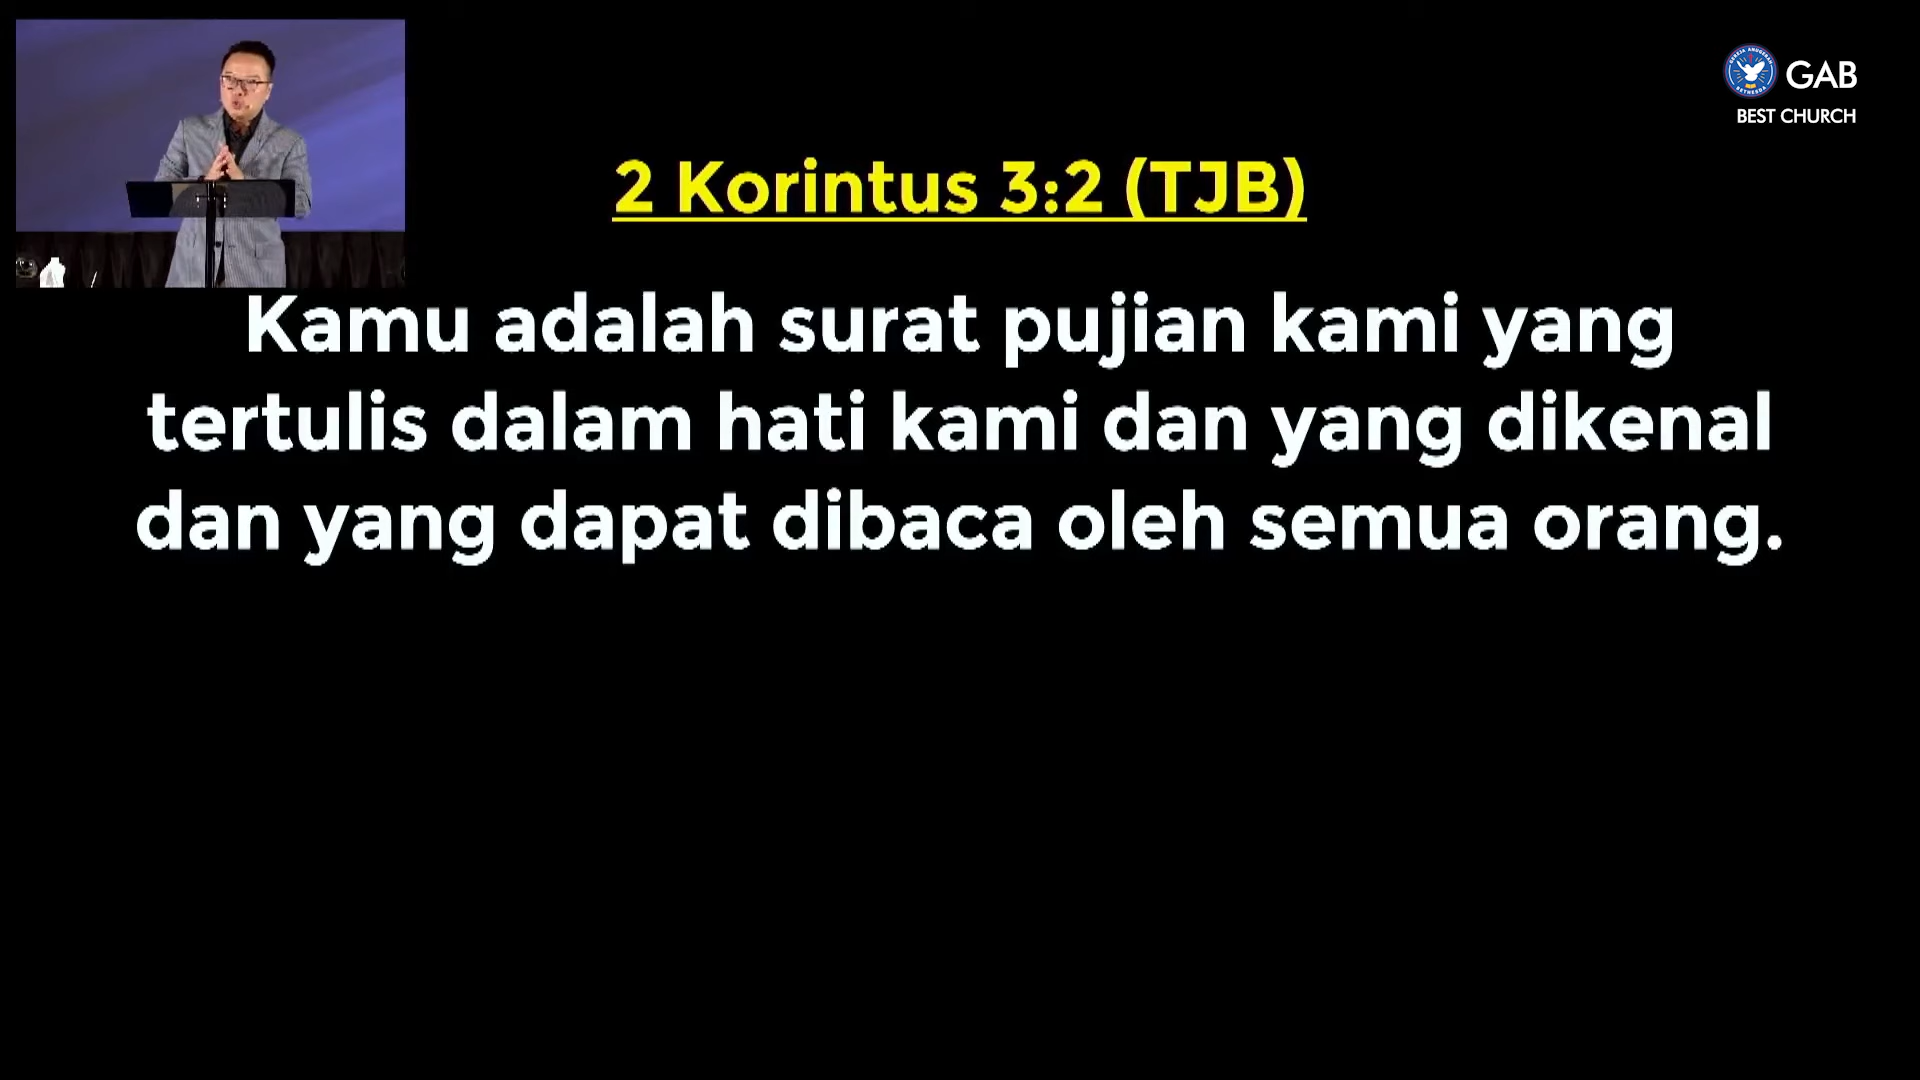 GAB
BEST CHURCH
2 Korintus 3:2 (TJB)
Kamu adalah surat pujian kami yang
tertulis dalam hati kami dan yang dikenal
dan yang dapat dibaca oleh semua orang.